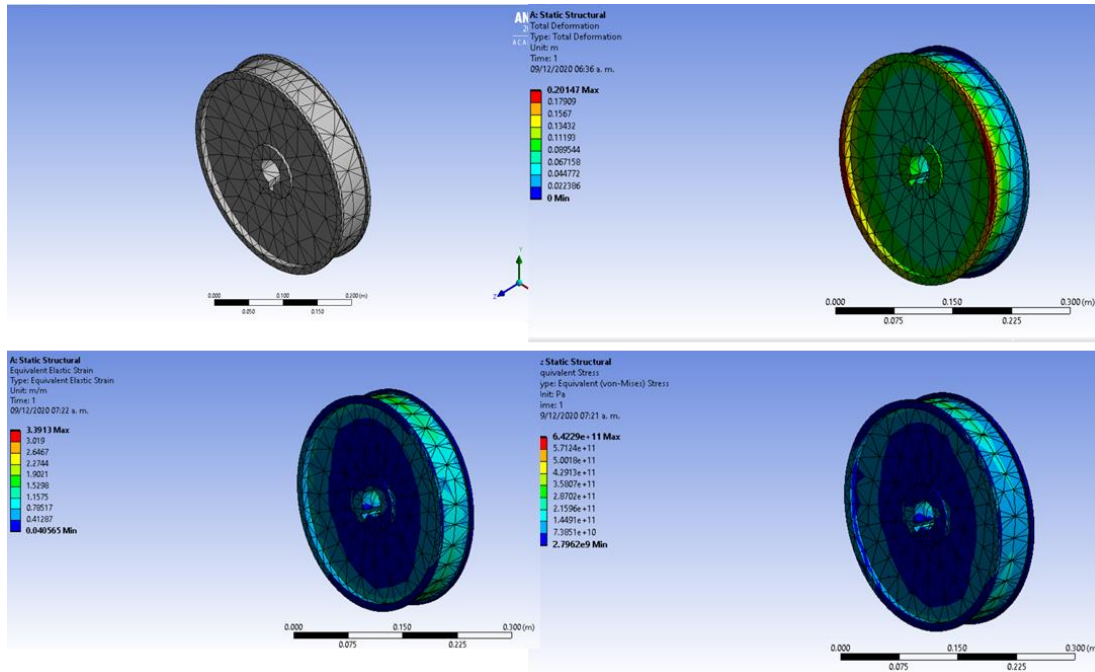 AN
ACA
0.000
0.100
0.200 (m)
0.050
0.150
Y
Z
A: Static Structural
Total Deformation
Type: Total Deformation
Unit: m
Time: 1
09/12/2020 06:36 a. m.
0.20147 Max
0.17909
0.1567
0.13432
0.11193
0.089544
0.067158
0.044772
0.022386
0 Min
0.000
0.150
0.300 (m)
0.075
0.225
A: Static Structural
Equivalent Elastic Strain
Type: Equivalent Elastic Strain
Unit: m/m
Time: 1
09/12/2020 07:22 a. m.
3.3913 Max
3.019
2.6467
2.2744
1.9021
1.5298
1.1575
0.78517
0.41287
0.040565 Min
0.000
0.150
0.300 (m)
0.075
0.225
: Static Structural
quivalent Stress
ype: Equivalent (von-Mises) Stress
nit: Pa
ime: 1
9/12/2020 07:21 a. m.
6.4229e+11 Max
5.7124e+11
5.0018e+11
4.2913e+11
3.5807e+11
2.8702e+11
2.1596e+11
1.4491e+11
7.3851e+10
2.7962e9 Min
0.000
0.150
0.300 (m)
0.075
0.225